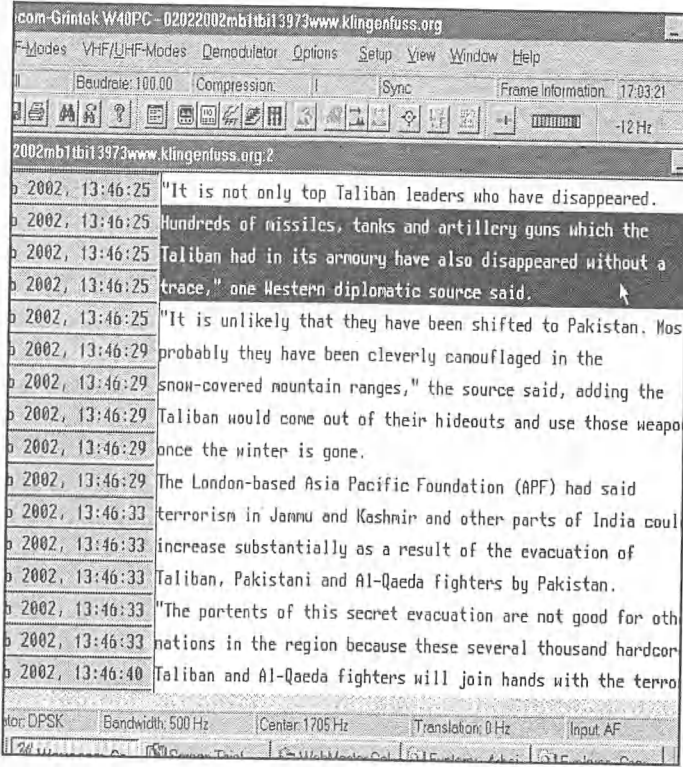 com-Grintek W40PC - 02022002mb1tbi13973www.klingenfuss.org
F-Modes VHF/UHF-Modes Demodulator Options Setup View Window Help
Baudrate: 100.00 Compression: I Sync Frame Information: 17:03:21
-12 Hz
2002mb1tbi13973www.klingenfuss.org:2
b 2002, 13:46:25 "It is not only top Taliban leaders who have disappeared.
b 2002, 13:46:25 Hundreds of missiles, tanks and artillery guns which the
b 2002, 13:46:25 Taliban had in its armoury have also disappeared without a
b 2002, 13:46:25 trace," one Western diplomatic source said.
b 2002, 13:46:25 "It is unlikely that they have been shifted to Pakistan. Mos
b 2002, 13:46:29 probably they have been cleverly camouflaged in the
b 2002, 13:46:29 snow-covered mountain ranges," the source said, adding the
b 2002, 13:46:29 Taliban would come out of their hideouts and use those weapo
b 2002, 13:46:29 once the winter is gone.
b 2002, 13:46:29 The London-based Asia Pacific Foundation (APF) had said
b 2002, 13:46:33 terrorism in Jammu and Kashmir and other parts of India coul
b 2002, 13:46:33 increase substantially as a result of the evacuation of
b 2002, 13:46:33 Taliban, Pakistani and Al-Qaeda fighters by Pakistan.
b 2002, 13:46:33 "The portents of this secret evacuation are not good for oth
b 2002, 13:46:33 nations in the region because these several thousand hardcor
b 2002, 13:46:40 Taliban and Al-Qaeda fighters will join hands with the terro
ator: DPSK Bandwidth: 500 Hz Center: 1705 Hz Translation: 0 Hz Input: AF